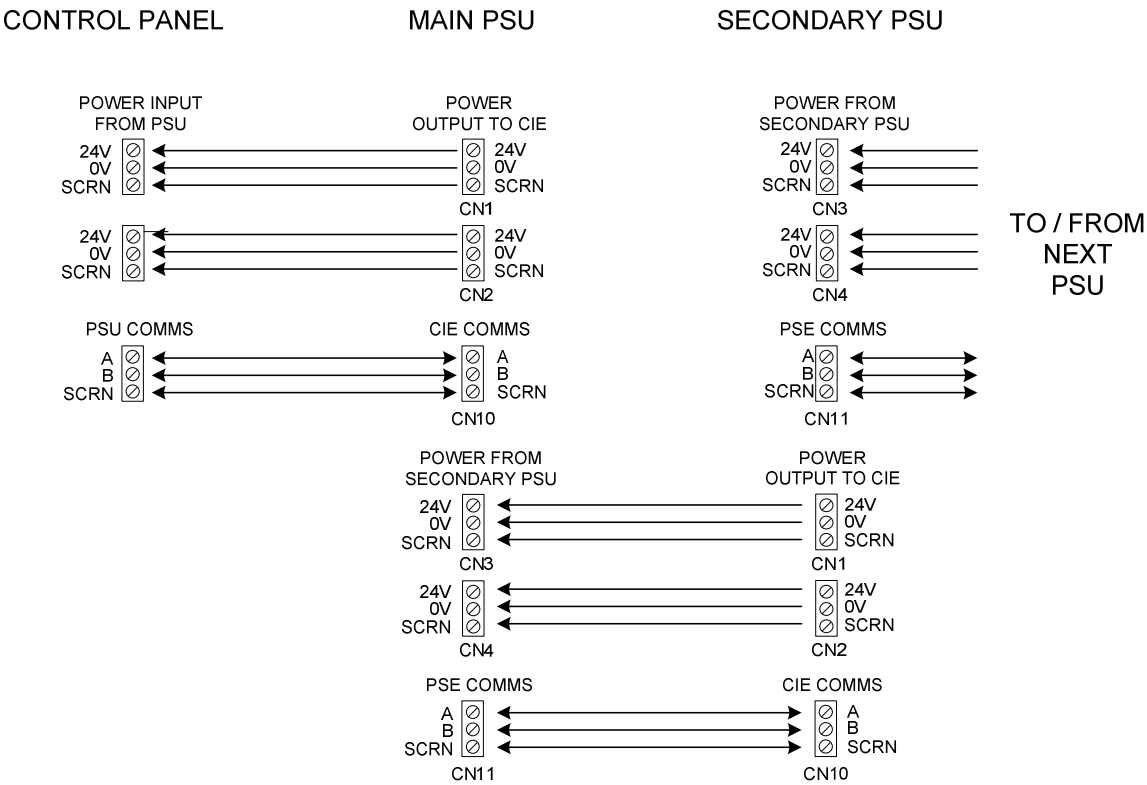 CONTROL PANEL
MAIN PSU
SECONDARY PSU
POWER INPUT
FROM PSU
24V
0V
SCRN
24V
0V
SCRN
PSU COMMS
A
B
SCRN
POWER
OUTPUT TO CIE
24V
0V
SCRN
CN1
24V
0V
SCRN
CN2
CIE COMMS
A
B
SCRN
CN10
POWER FROM
SECONDARY PSU
24V
0V
SCRN
CN3
24V
0V
SCRN
CN4
PSE COMMS
A
B
SCRN
CN11
TO / FROM
NEXT
PSU
POWER FROM
SECONDARY PSU
24V
0V
SCRN
CN3
24V
0V
SCRN
CN4
PSE COMMS
A
B
SCRN
CN11
POWER
OUTPUT TO CIE
24V
0V
SCRN
CN1
24V
0V
SCRN
CN2
CIE COMMS
A
B
SCRN
CN10